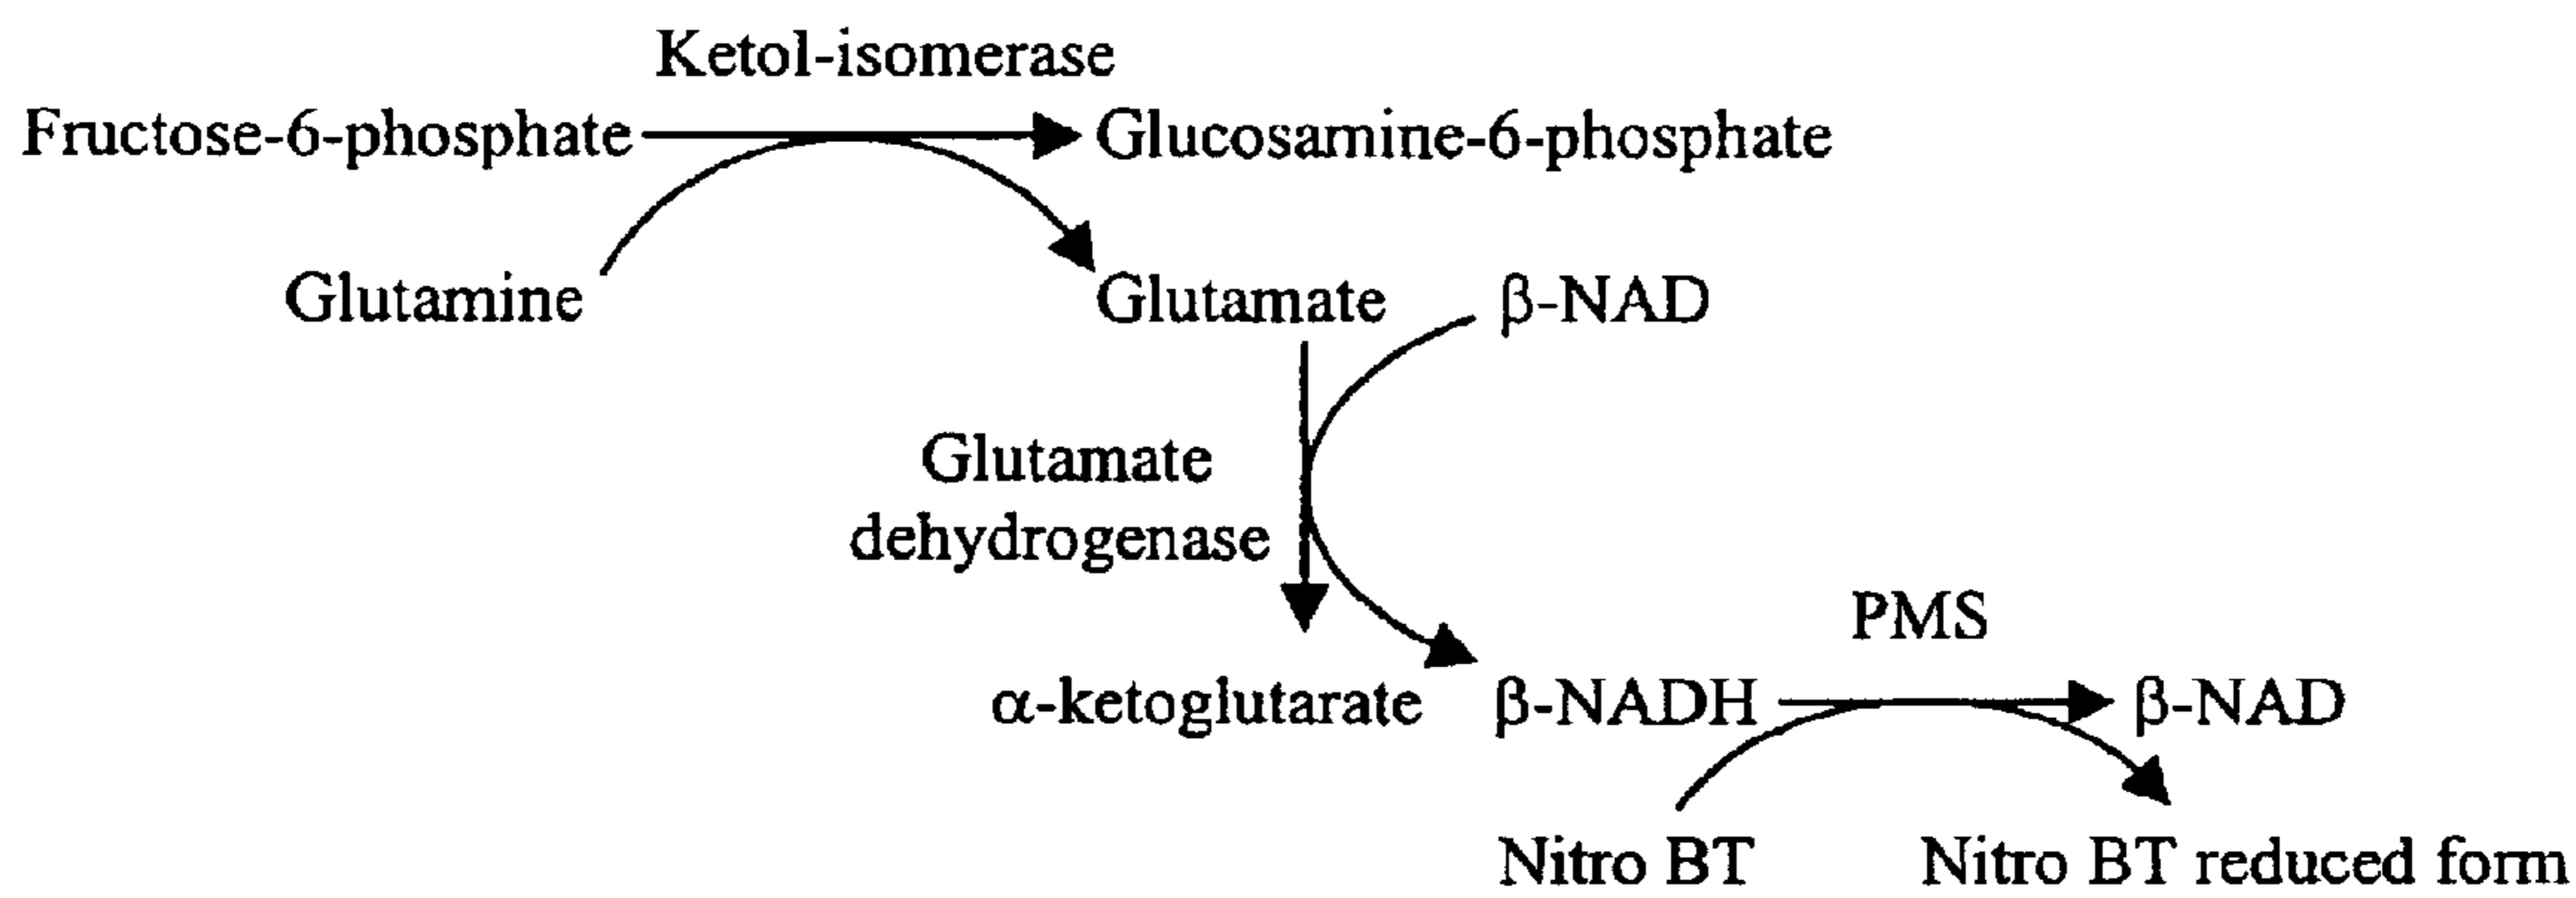 Ketol-isomerase
Fructose-6-phosphate Glucosamine-6-phosphate
Glutamine Glutamate β-NAD
Glutamate
dehydrogenase
PMS
α-ketoglutarate β-NADH β-NAD
Nitro BT Nitro BT reduced form